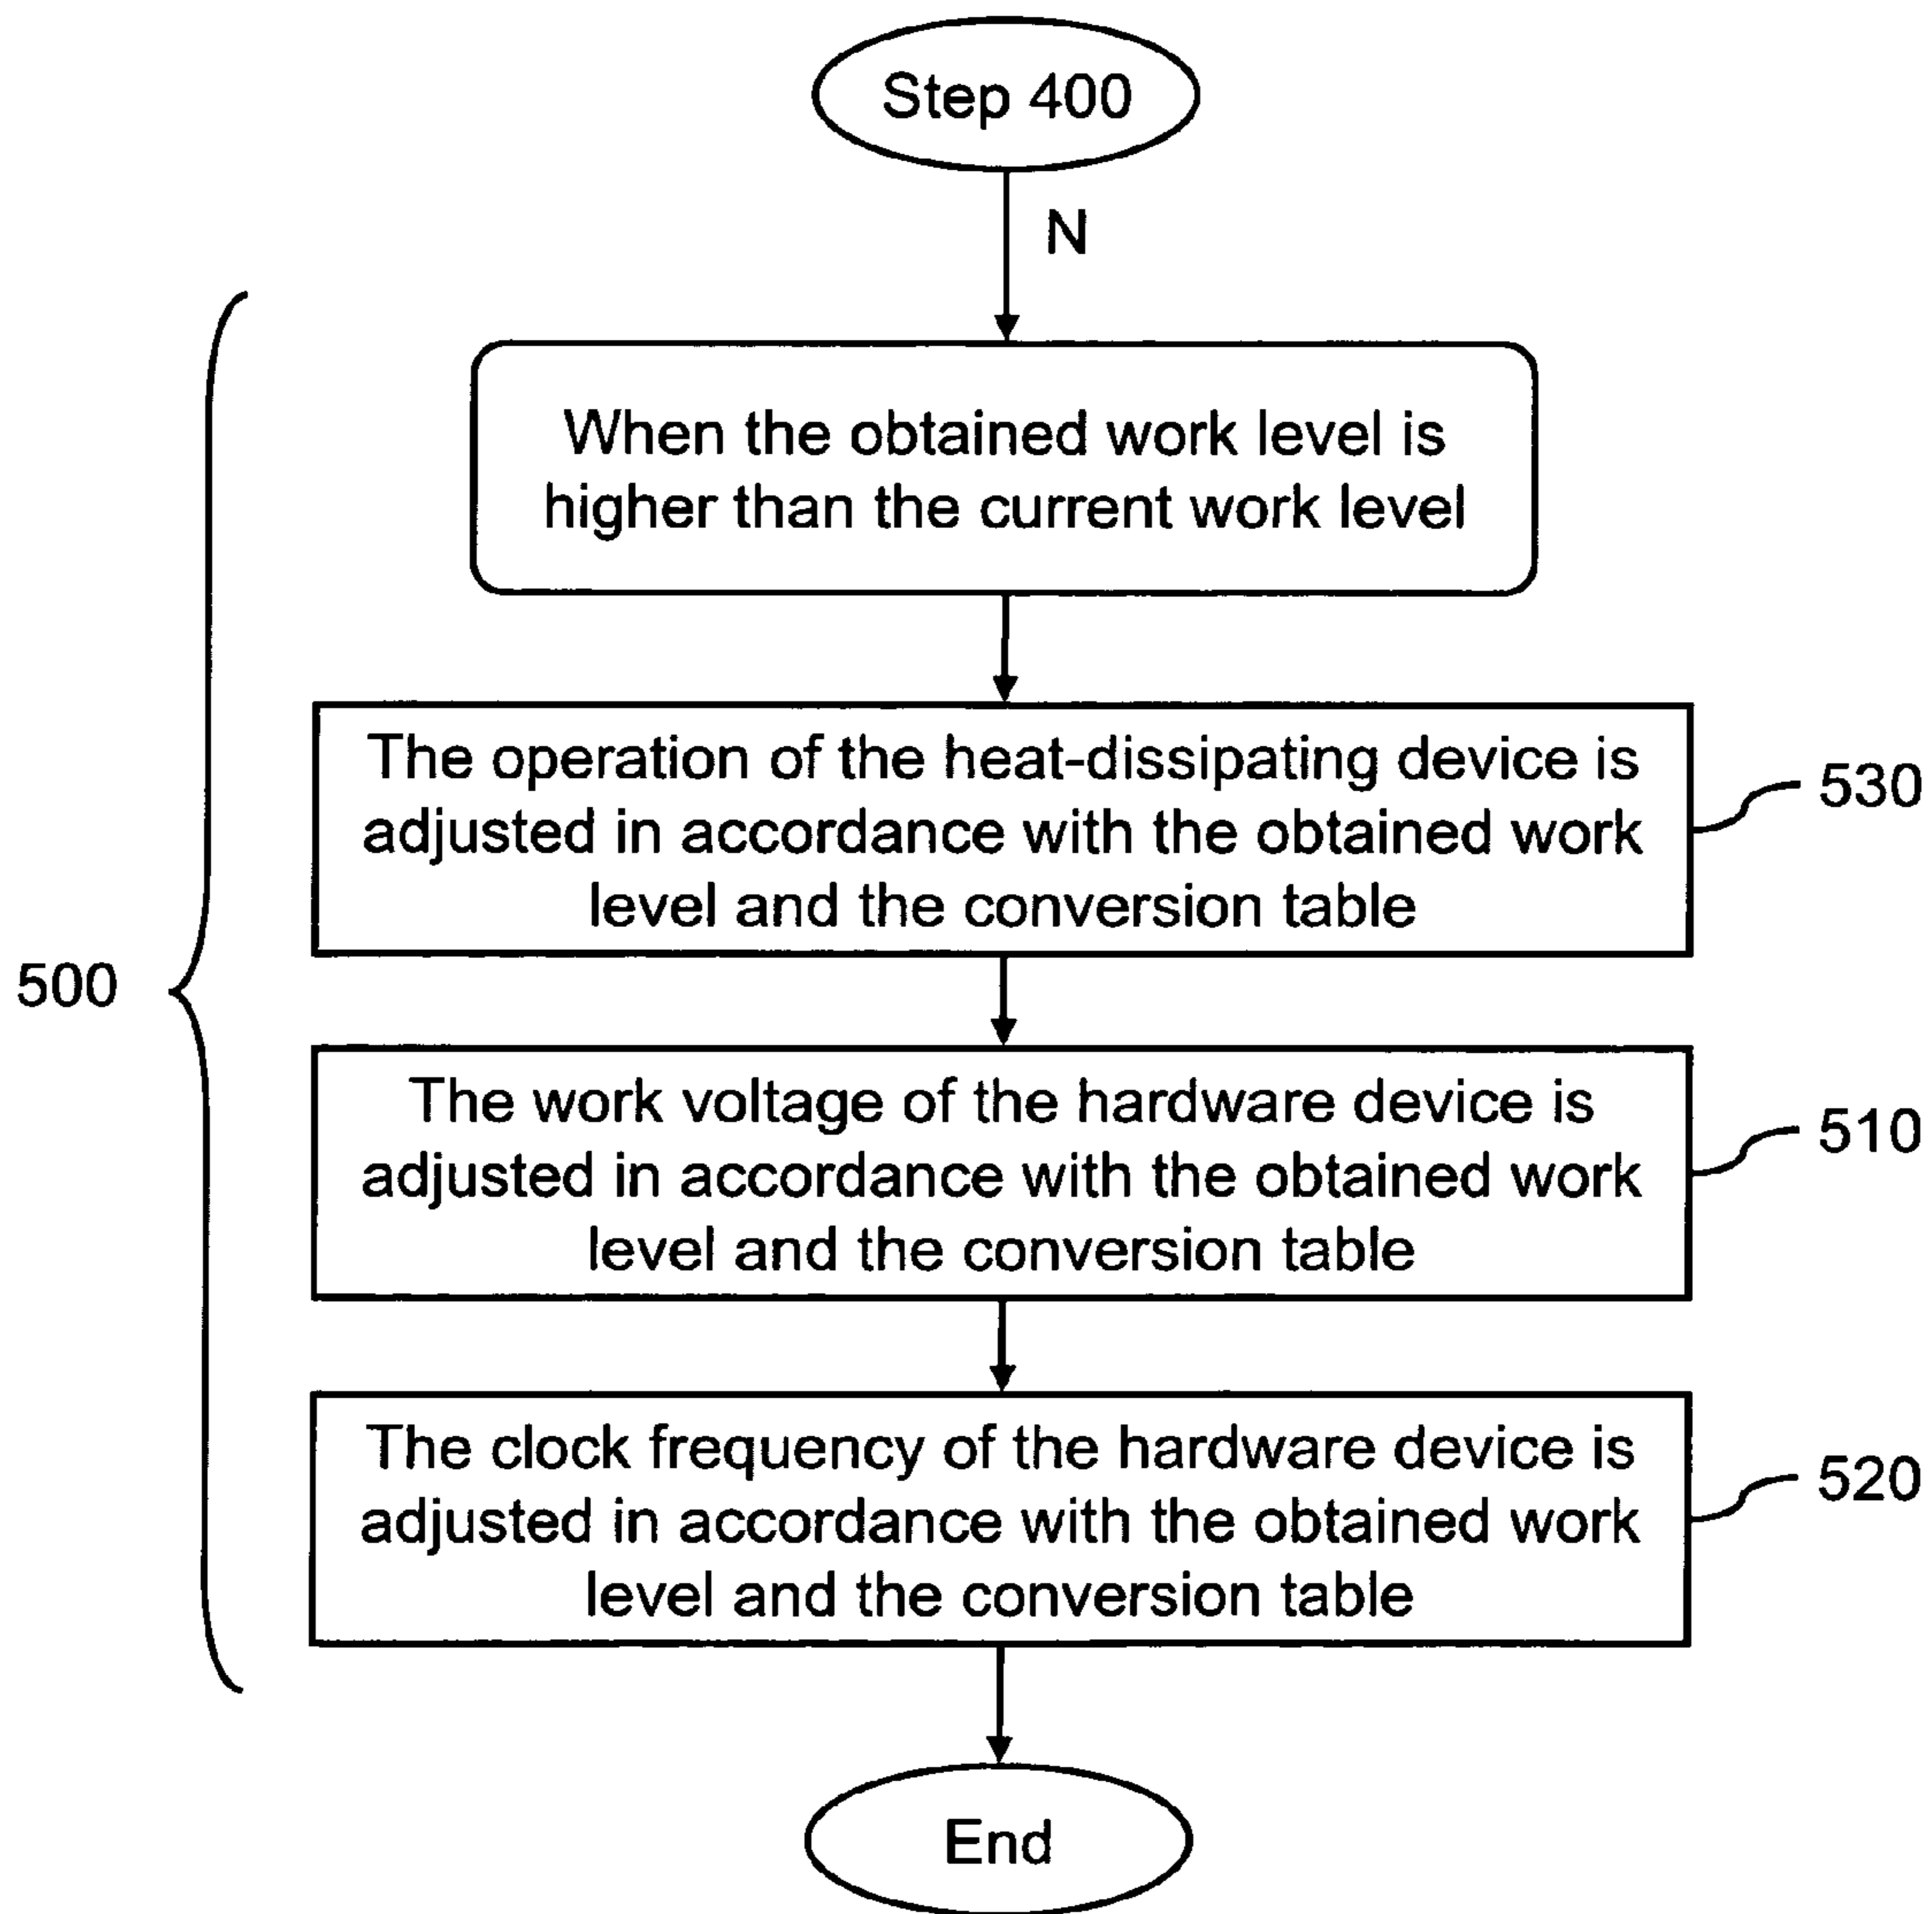 Step 400
N
When the obtained work level is
higher than the current work level
The operation of the heat-dissipating device is
adjusted in accordance with the obtained work
level and the conversion table
530
500
The work voltage of the hardware device is
adjusted in accordance with the obtained work
level and the conversion table
510
The clock frequency of the hardware device is
adjusted in accordance with the obtained work
level and the conversion table
520
End